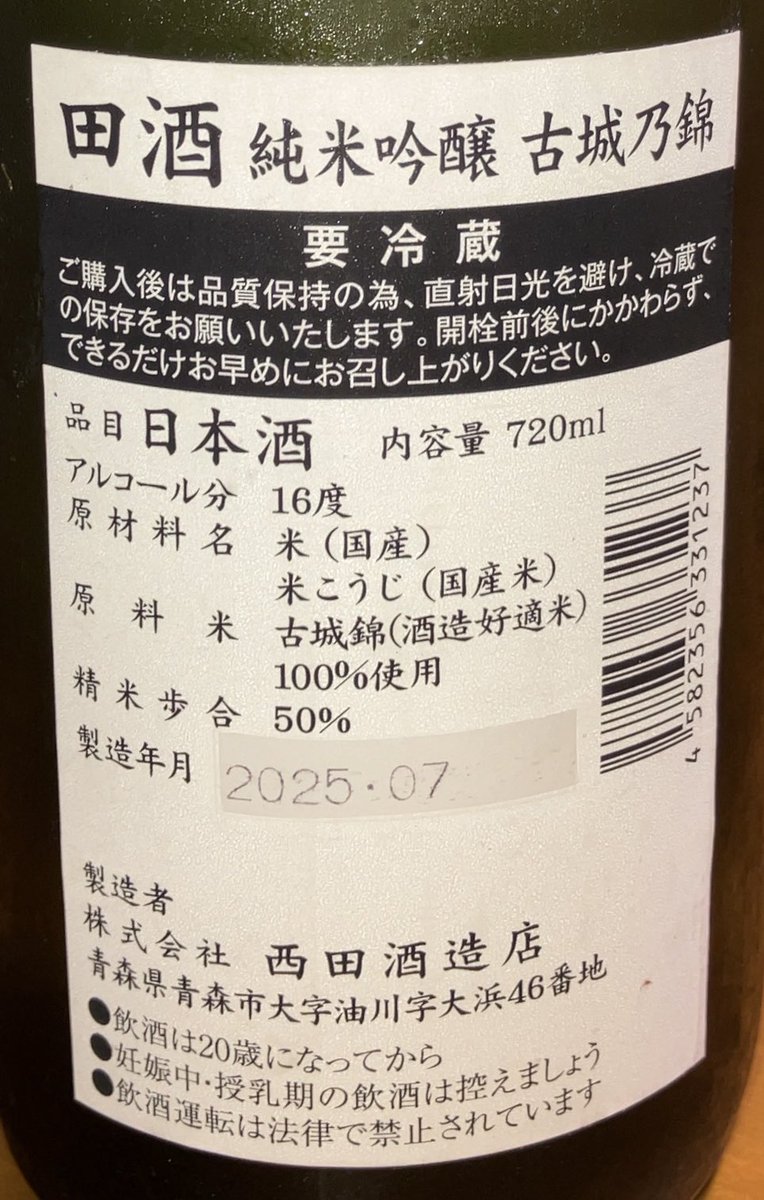 田酒 純米吟醸 古城乃錦
要冷蔵
ご購入後は品質保持の為、直射日光を避け、冷蔵で
の保存をお願いいたします。開栓前後にかかわらず、
できるだけお早めにお召し上がりください。
品目 日本酒 内容量 720ml
アルコール分 16度
原材料名 米（国産）
米こうじ（国産米）
原料米 古城錦(酒造好適米)
100%使用
精米歩合 50%
製造年月 2025・07
4 582356 331237
製造者
株式会社 西田酒造店
青森県青森市大字油川字大浜46番地
●飲酒は20歳になってから
●妊娠中・授乳期の飲酒は控えましょう
●飲酒運転は法律で禁止されています